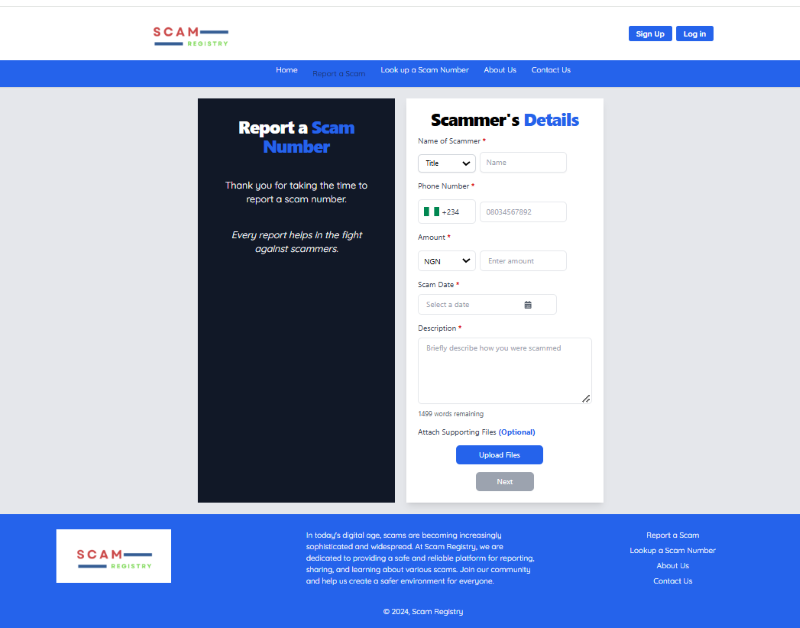 SCAM
REGISTRY
Sign Up Log in
Home Report a Scam Look up a Scam Number About Us Contact Us
Report a Scam
Number
Thank you for taking the time to
report a scam number.
Every report helps in the fight
against scammers.
Scammer's Details
Name of Scammer *
Title Name
Phone Number *
+234 08034567892
Amount *
NGN Enter amount
Scam Date *
Select a date
Description *
Briefly describe how you were scammed
1499 words remaining
Attach Supporting Files (Optional)
Upload Files
Next
SCAM
REGISTRY
In today's digital age, scams are becoming increasingly
sophisticated and widespread. At Scam Registry, we are
dedicated to providing a safe and reliable platform for reporting,
sharing, and learning about various scams. Join our community
and help us create a safer environment for everyone.
Report a Scam
Lookup a Scam Number
About Us
Contact Us
© 2024, Scam Registry